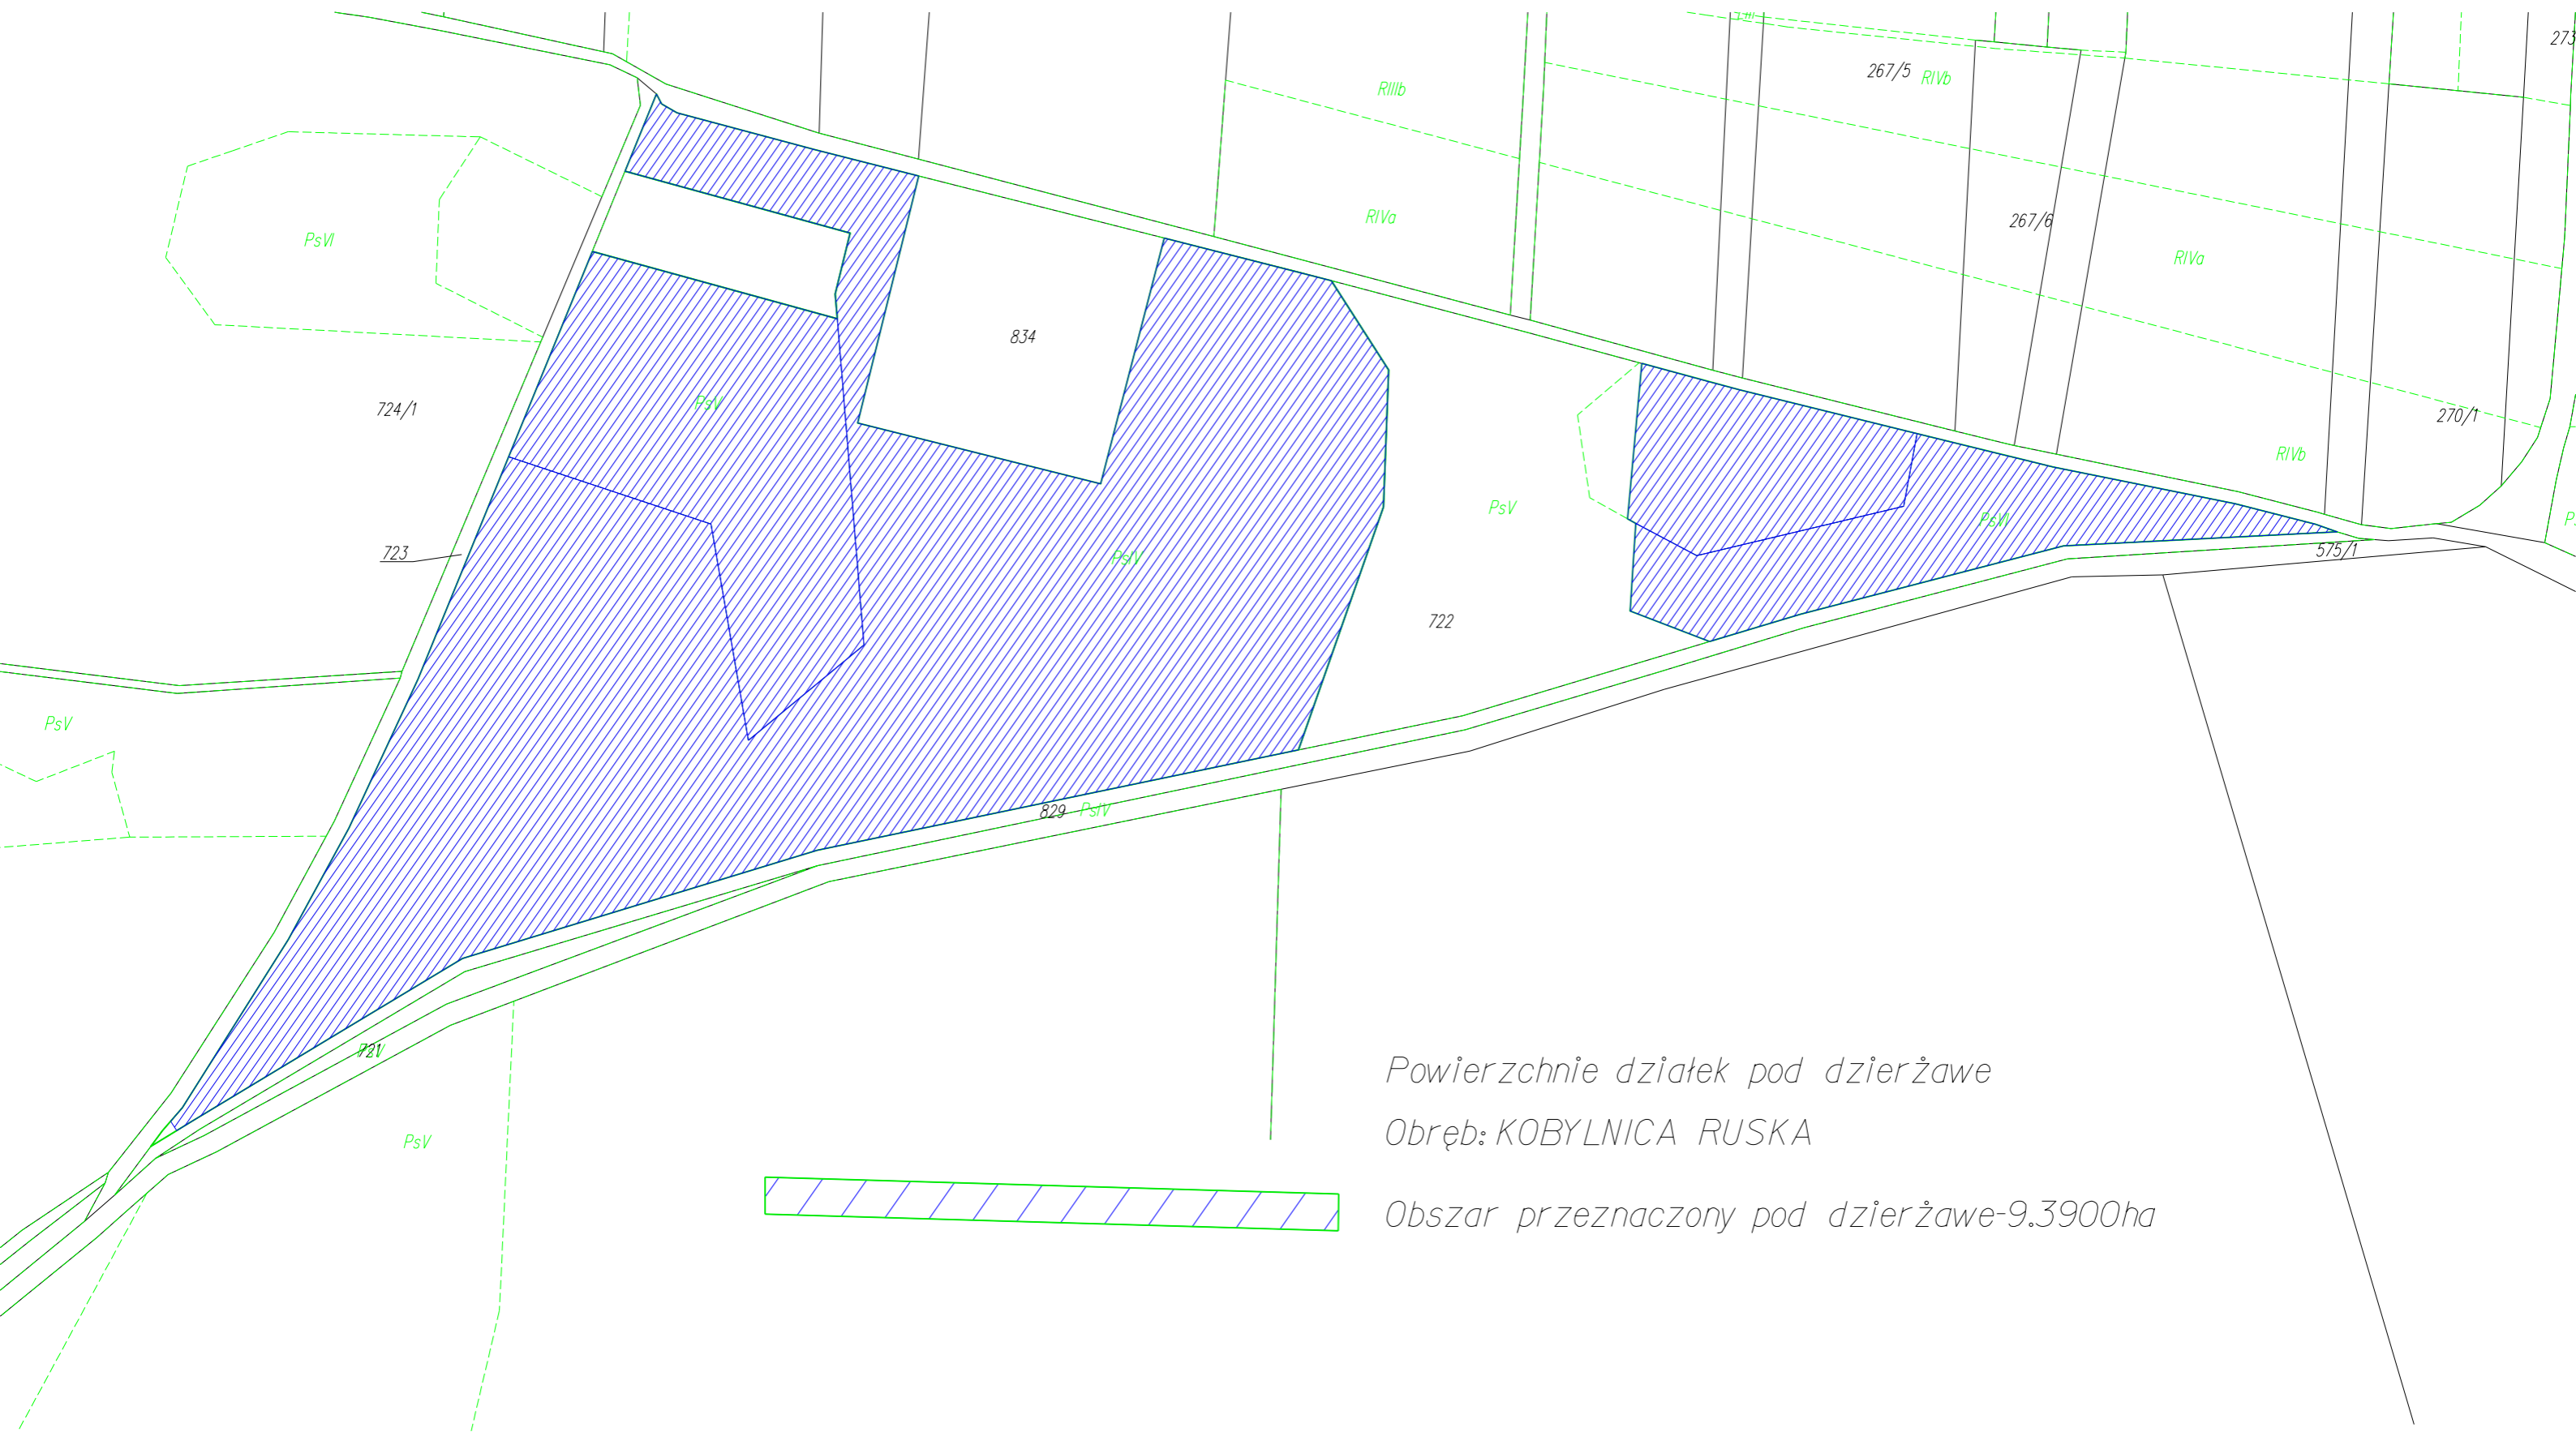 273
267/5
RIVb
RIIIb
RIVa
267/6
PsVI
RIVa
834
724/1
PsV
270/1
RIVb
PsV
PsVI
575/1
723
PsIV
722
PsV
829
PsIV
721
PsV
PsV
Powierzchnie działek pod dzierżawe
Obręb: KOBYLNICA RUSKA
Obszar przeznaczony pod dzierżawe-9.3900ha